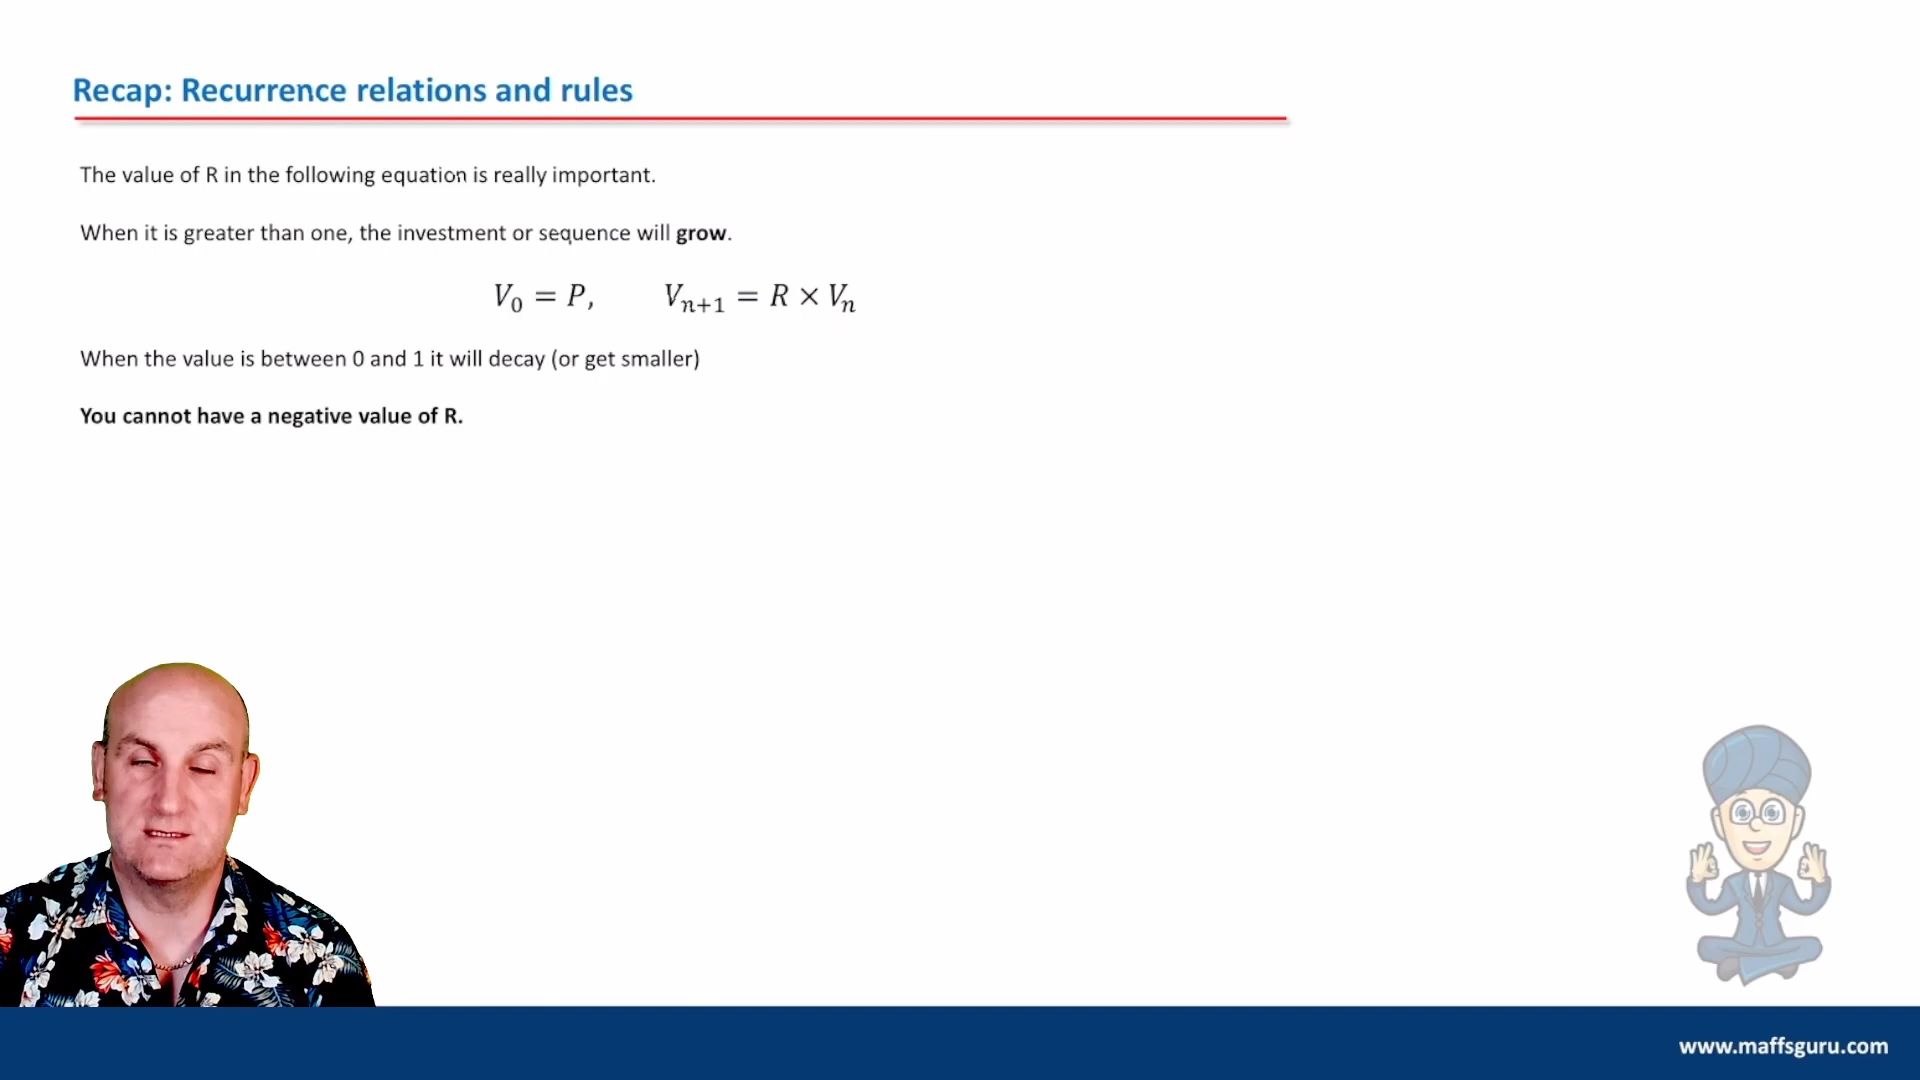 Recap: Recurrence relations and rules
The value of R in the following equation is really important.
When it is greater than one, the investment or sequence will grow.
V₀ = P, Vₙ₊₁ = R × Vₙ
When the value is between 0 and 1 it will decay (or get smaller)
You cannot have a negative value of R.
www.maffsguru.com